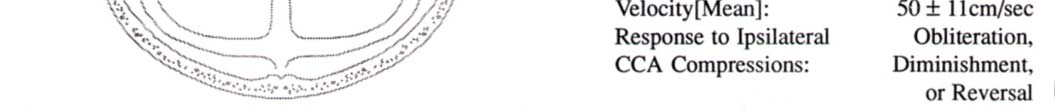 Velocity[Mean]: 50 ± 11cm/sec
Response to Ipsilateral Obliteration,
CCA Compressions: Diminishment,
or Reversal